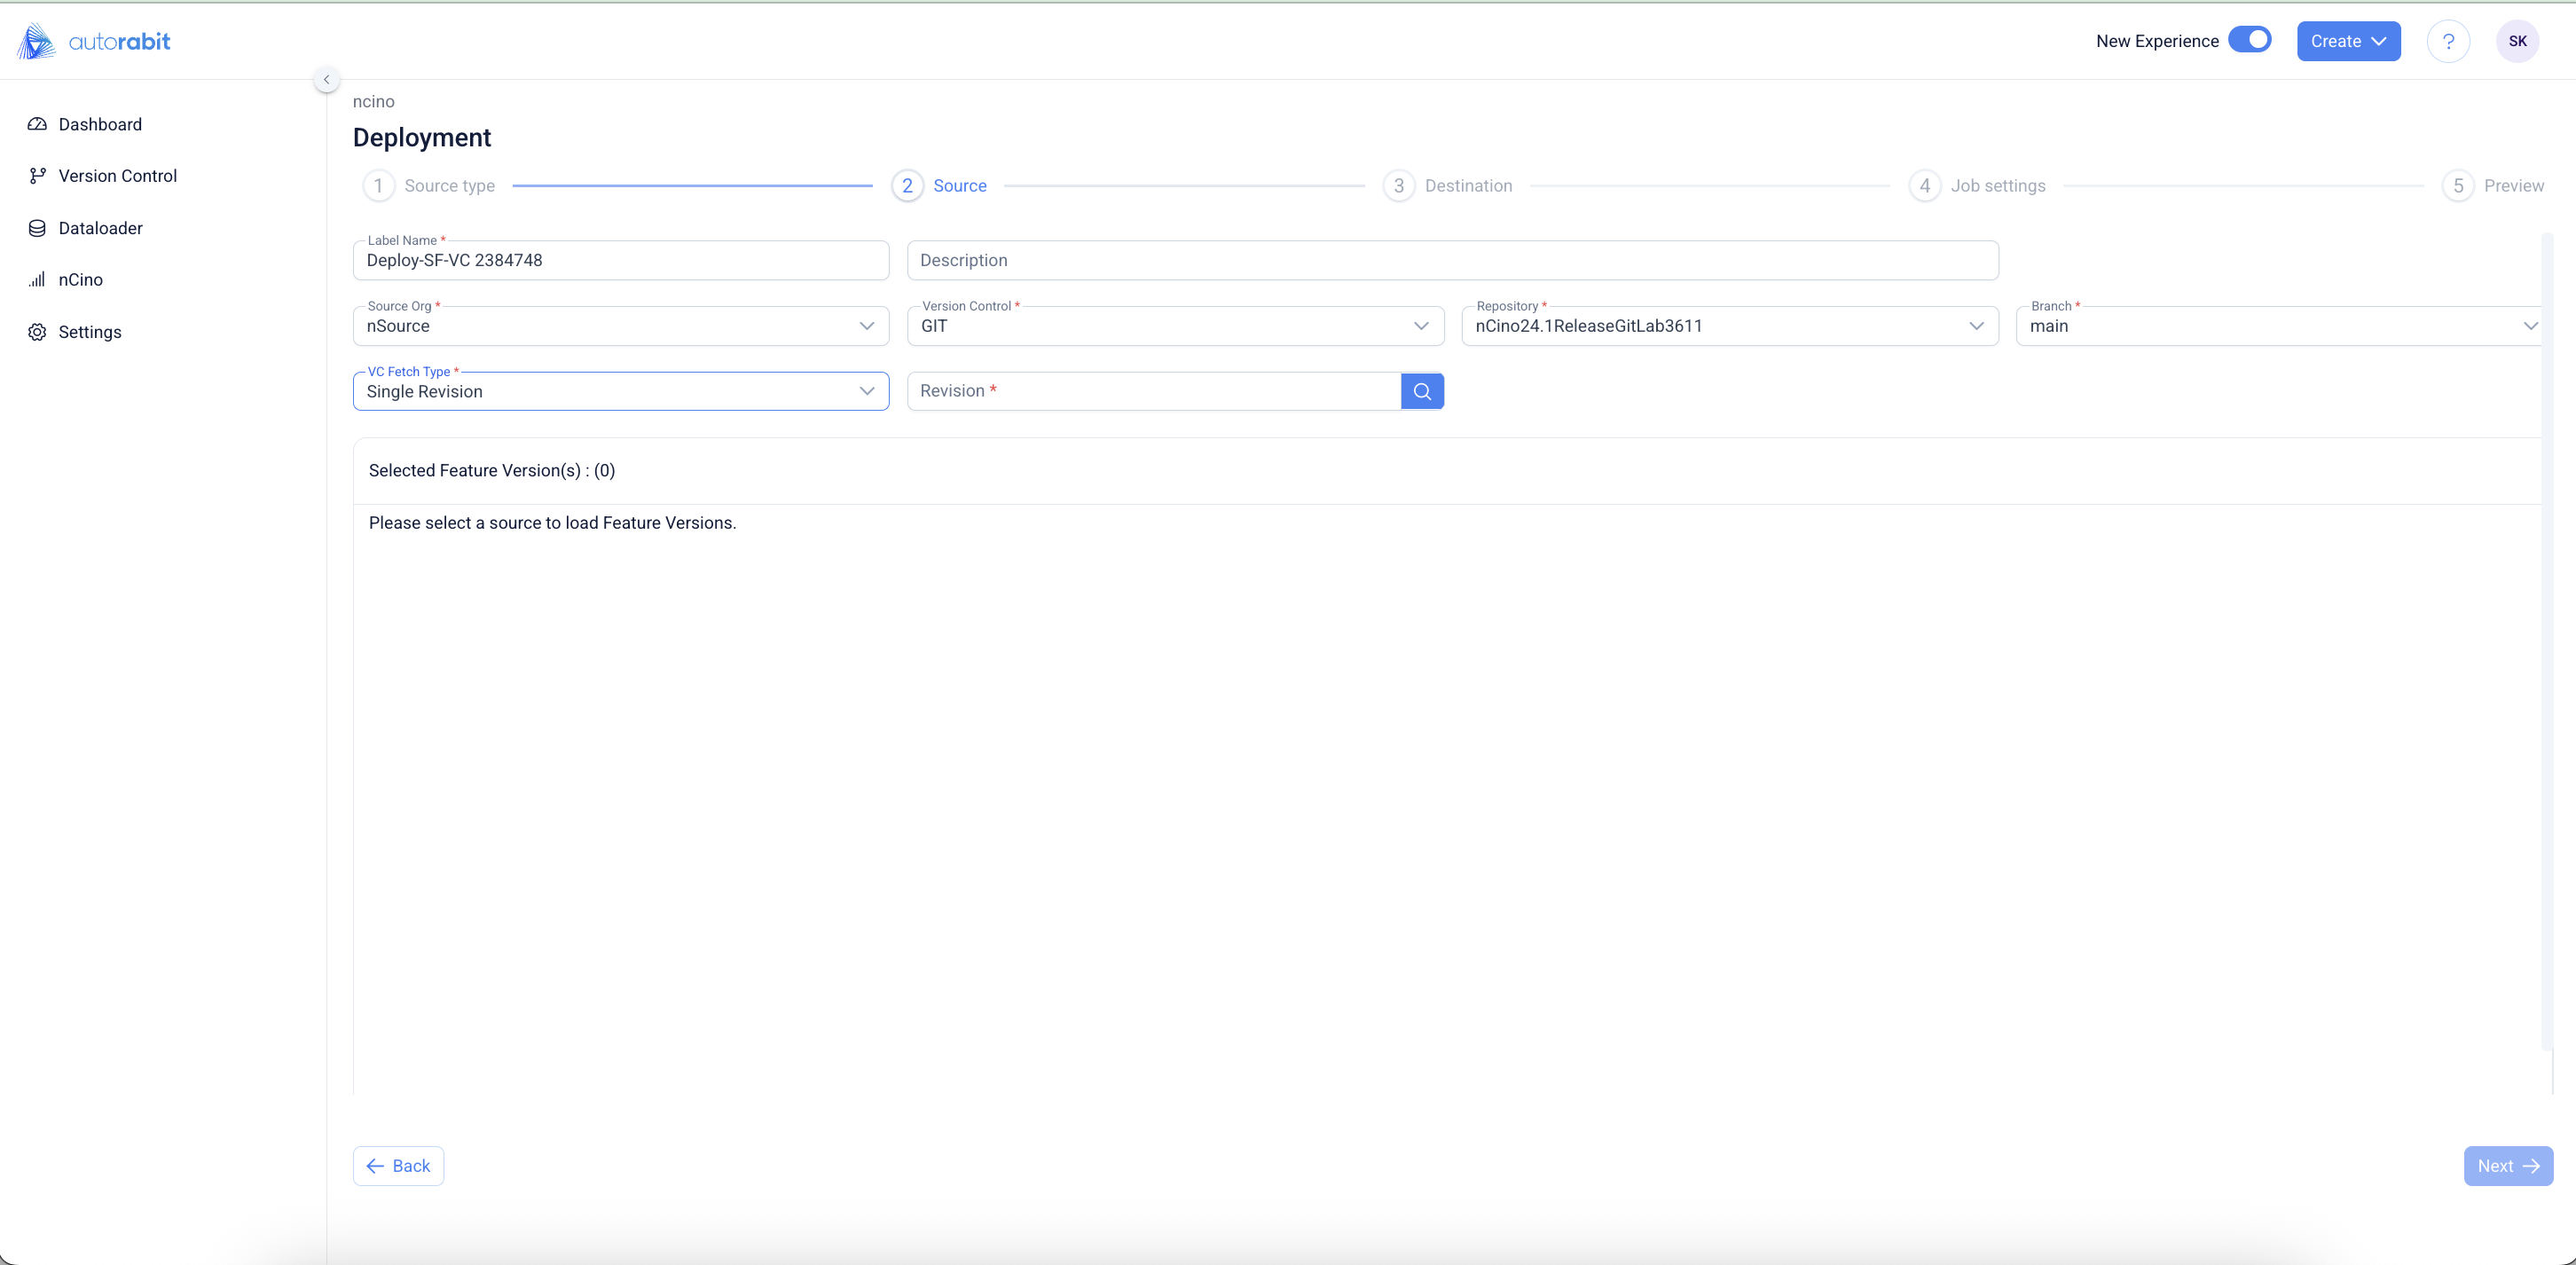 autorabit
New Experience
Create
?
SK
Dashboard
Version Control
Dataloader
nCino
Settings
ncino
Deployment
1 Source type
2 Source
3 Destination
4 Job settings
5 Preview
Label Name *
Deploy-SF-VC 2384748
Description
Source Org *
nSource
Version Control *
GIT
Repository *
nCino24.1ReleaseGitLab3611
Branch *
main
VC Fetch Type *
Single Revision
Revision *
Selected Feature Version(s) : (0)
Please select a source to load Feature Versions.
Back
Next